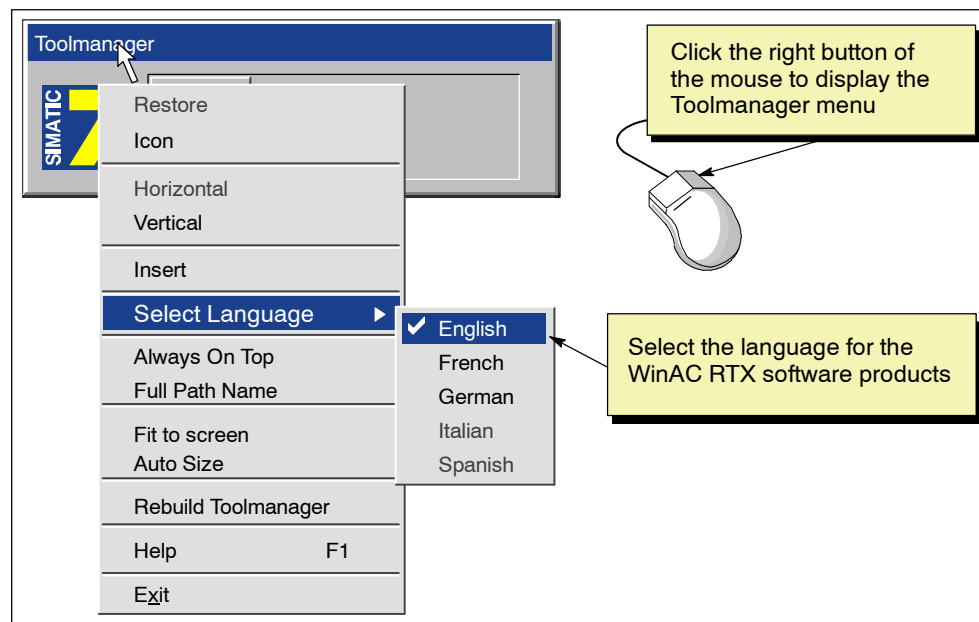 Toolmanager
SIMATIC
Restore
Icon
Horizontal
Vertical
Insert
Select Language
Always On Top
Full Path Name
Fit to screen
Auto Size
Rebuild Toolmanager
Help F1
Exit
English
French
German
Italian
Spanish
Click the right button of
the mouse to display the
Toolmanager menu
Select the language for the
WinAC RTX software products